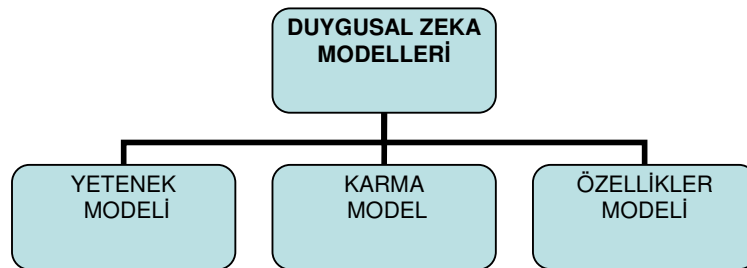 DUYGUSAL ZEKA
MODELLERİ
YETENEK
MODELİ
KARMA
MODEL
ÖZELLİKLER
MODELİ